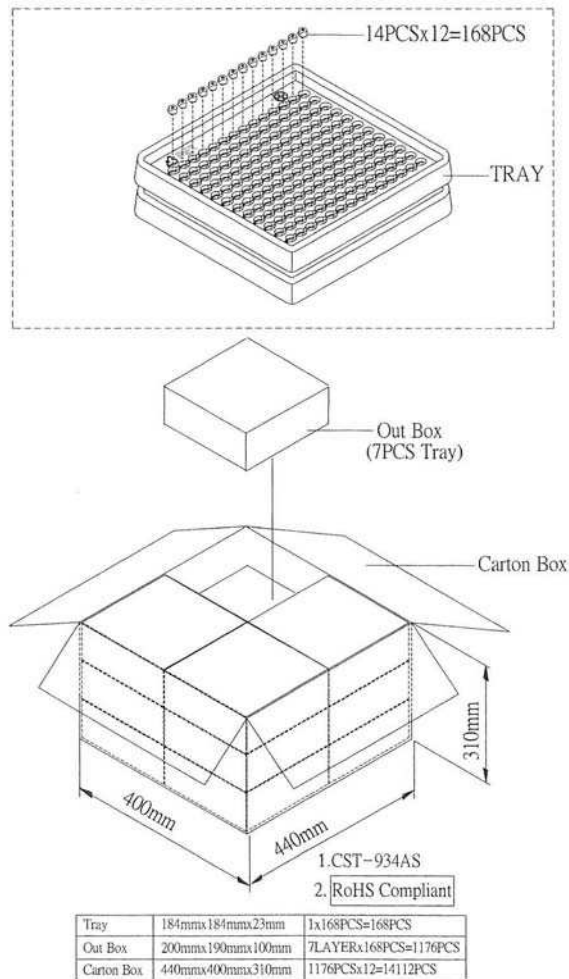 14PCSx12=168PCS
TRAY
Out Box
(7PCS Tray)
Carton Box
310mm
400mm
440mm
1.CST-934AS
2. RoHS Compliant
Tray 184mmx184mmx23mm 1x168PCS=168PCS
Out Box 200mmx190mmx100mm 7LAYERx168PCS=1176PCS
Carton Box 440mmx400mmx310mm 1176PCSx12=14112PCS